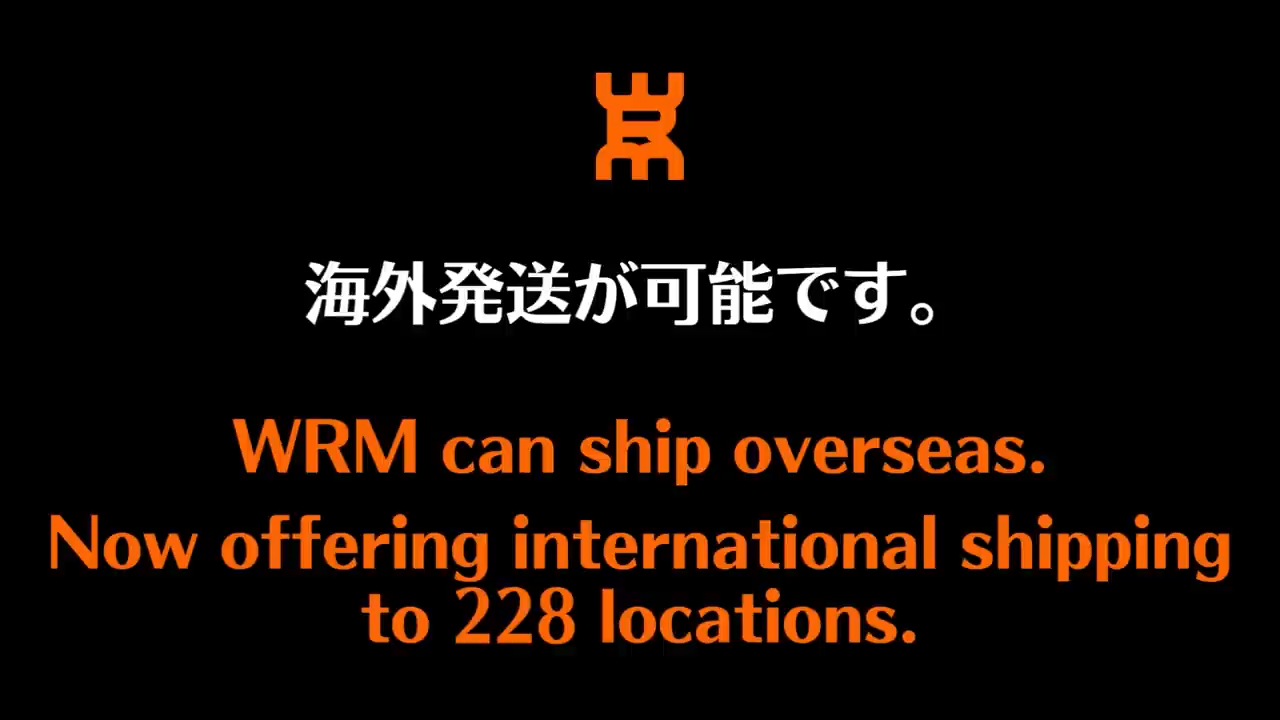 海外発送が可能です。
WRM can ship overseas.
Now offering international shipping
to 228 locations.